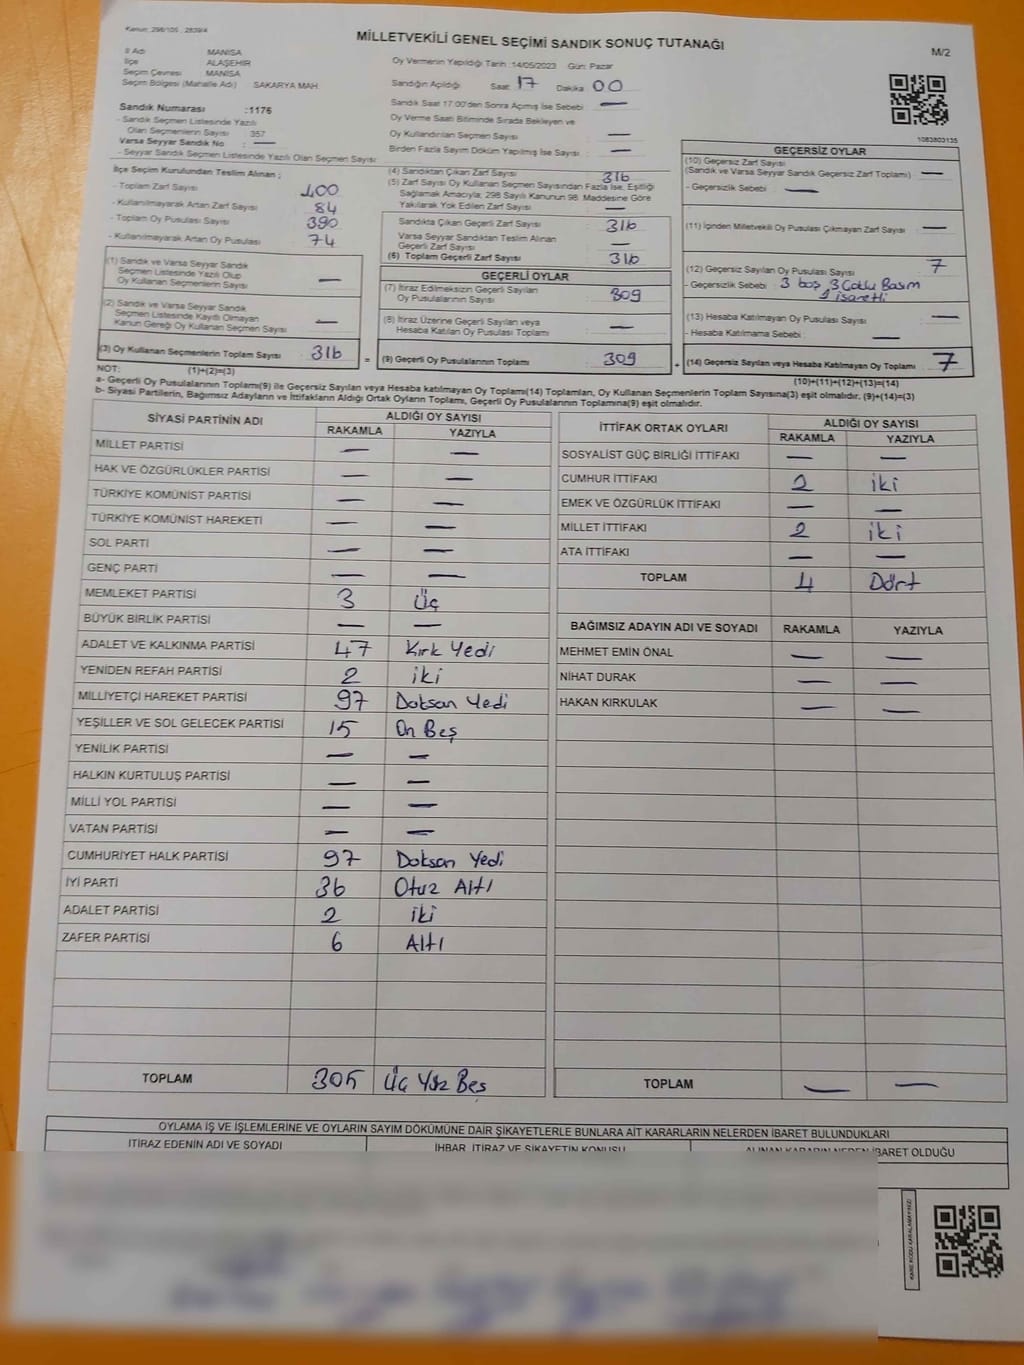 Kanun: 298/105 , 2839/4
MİLLETVEKİLİ GENEL SEÇİMİ SANDIK SONUÇ TUTANAĞI
M/2
İl Adı MANİSA
İlçe ALAŞEHİR
Seçim Çevresi MANİSA
Seçim Bölgesi (Mahalle Adı) SAKARYA MAH.
Sandık Numarası :1176
- Sandık Seçmen Listesinde Yazılı
Olan Seçmenlerin Sayısı : 357
Varsa Seyyar Sandık No : —
- Seyyar Sandık Seçmen Listesinde Yazılı Olan Seçmen Sayısı
Oy Vermenin Yapıldığı Tarih :14/05/2023 Gün: Pazar
Sandığın Açıldığı Saat: 17 Dakika 00
Sandık Saat 17:00'den Sonra Açımış İse Sebebi : —
Oy Verme Saati Bitiminde Sırada Bekleyen ve
Oy Kullandırılan Seçmen Sayısı : —
Birden Fazla Sayım Döküm Yapılmış İse Sayısı : —
1083803135
İlçe Seçim Kurulundan Teslim Alınan ;
- Toplam Zarf Sayısı : 400
- Kullanılmayarak Artan Zarf Sayısı : 84
- Toplam Oy Pusulası Sayısı : 390
- Kullanılmayarak Artan Oy Pusulası : 74
(1) Sandık ve Varsa Seyyar Sandık
Seçmen Listesinde Yazılı Olup
Oy Kullanan Seçmenlerin Sayısı : —
(2) Sandık ve Varsa Seyyar Sandık
Seçmen Listesinde Kayıtlı Olmayan
Kanun Gereği Oy Kullanan Seçmen Sayısı : —
(3) Oy Kullanan Seçmenlerin Toplam Sayısı : 316
(4) Sandıktan Çıkan Zarf Sayısı : 316
(5) Zarf Sayısı Oy Kullanan Seçmen Sayısından Fazla İse, Eşitliği
Sağlamak Amacıyla; 298 Sayılı Kanunun 98. Maddesine Göre
Yakılarak Yok Edilen Zarf Sayısı : —
Sandıkta Çıkan Geçerli Zarf Sayısı : 316
Varsa Seyyar Sandıktan Teslim Alınan
Geçerli Zarf Sayısı : —
(6) Toplam Geçerli Zarf Sayısı : 316
GEÇERLİ OYLAR
(7) İtiraz Edilmeksizin Geçerli Sayılan
Oy Pusulalarının Sayısı : 309
(8) İtiraz Üzerine Geçerli Sayılan veya
Hesaba Katılan Oy Pusulası Toplamı : —
= (9) Geçerli Oy Pusulalarının Toplamı : 309
GEÇERSİZ OYLAR
(10) Geçersiz Zarf Sayısı
(Sandık ve Varsa Seyyar Sandık Geçersiz Zarf Toplamı) : —
- Geçersizlik Sebebi : —
(11) İçinden Milletvekili Oy Pusulası Çıkmayan Zarf Sayısı : —
(12) Geçersiz Sayılan Oy Pusulası Sayısı : 7
- Geçersizlik Sebebi : 3 boş, 3 Çoklu Basım
1 işaretli
(13) Hesaba Katılmayan Oy Pusulası Sayısı : —
- Hesaba Katılmama Sebebi : —
+ (14) Geçersiz Sayılan veya Hesaba Katılmayan Oy Toplamı : 7
NOT: (1)+(2)=(3)
(10)+(11)+(12)+(13)=(14)
a- Geçerli Oy Pusulalarının Toplamı(9) ile Geçersiz Sayılan veya Hesaba katılmayan Oy Toplamı(14) Toplamları, Oy Kullanan Seçmenlerin Toplam Sayısına(3) eşit olmalıdır. (9)+(14)=(3)
b- Siyasi Partilerin, Bağımsız Adayların ve İttifakların Aldığı Ortak Oyların Toplamı, Geçerli Oy Pusulalarının Toplamına(9) eşit olmalıdır.
SİYASİ PARTİNİN ADI ALDIĞI OY SAYISI
RAKAMLA YAZIYLA
MİLLET PARTİSİ — —
HAK VE ÖZGÜRLÜKLER PARTİSİ — —
TÜRKİYE KOMÜNİST PARTİSİ — —
TÜRKİYE KOMÜNİST HAREKETİ — —
SOL PARTİ — —
GENÇ PARTİ — —
MEMLEKET PARTİSİ 3 Üç
BÜYÜK BİRLİK PARTİSİ — —
ADALET VE KALKINMA PARTİSİ 47 Kırk Yedi
YENİDEN REFAH PARTİSİ 2 iki
MİLLİYETÇİ HAREKET PARTİSİ 97 Doksan Yedi
YEŞİLLER VE SOL GELECEK PARTİSİ 15 On Beş
YENİLİK PARTİSİ — —
HALKIN KURTULUŞ PARTİSİ — —
MİLLİ YOL PARTİSİ — —
VATAN PARTİSİ — —
CUMHURİYET HALK PARTİSİ 97 Doksan Yedi
İYİ PARTİ 36 Otuz Altı
ADALET PARTİSİ 2 iki
ZAFER PARTİSİ 6 Altı
TOPLAM 305 Üç Yüz Beş
İTTİFAK ORTAK OYLARI ALDIĞI OY SAYISI
RAKAMLA YAZIYLA
SOSYALİST GÜÇ BİRLİĞİ İTTİFAKI — —
CUMHUR İTTİFAKI 2 iki
EMEK VE ÖZGÜRLÜK İTTİFAKI — —
MİLLET İTTİFAKI 2 iki
ATA İTTİFAKI — —
TOPLAM 4 Dört
BAĞIMSIZ ADAYIN ADI VE SOYADI RAKAMLA YAZIYLA
MEHMET EMİN ÖNAL — —
NİHAT DURAK — —
HAKAN KIRKULAK — —
TOPLAM — —
OYLAMA İŞ VE İŞLEMLERİNE VE OYLARIN SAYIM DÖKÜMÜNE DAİR ŞİKAYETLERLE BUNLARA AİT KARARLARIN NELERDEN İBARET BULUNDUKLARI
İTİRAZ EDENİN ADI VE SOYADI İHBAR, İTİRAZ VE ŞİKAYETİN KONUSU ALINAN KARARIN NEDEN İBARET OLDUĞU